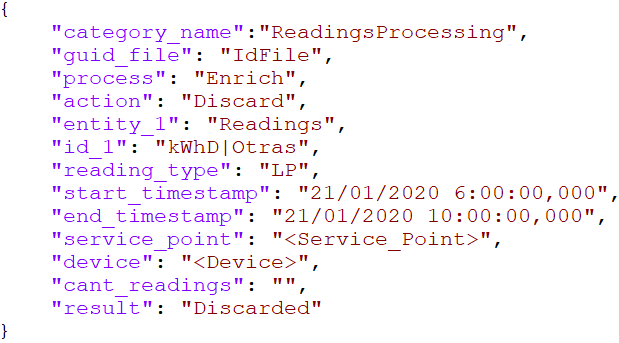 {
"category_name":"ReadingsProcessing",
"guid_file": "IdFile",
"process": "Enrich",
"action": "Discard",
"entity_1": "Readings",
"id_1": "kWhD|Otras",
"reading_type": "LP",
"start_timestamp": "21/01/2020 6:00:00,000",
"end_timestamp": "21/01/2020 10:00:00,000",
"service_point": "<Service_Point>",
"device": "<Device>",
"cant_readings": "",
"result": "Discarded"
}